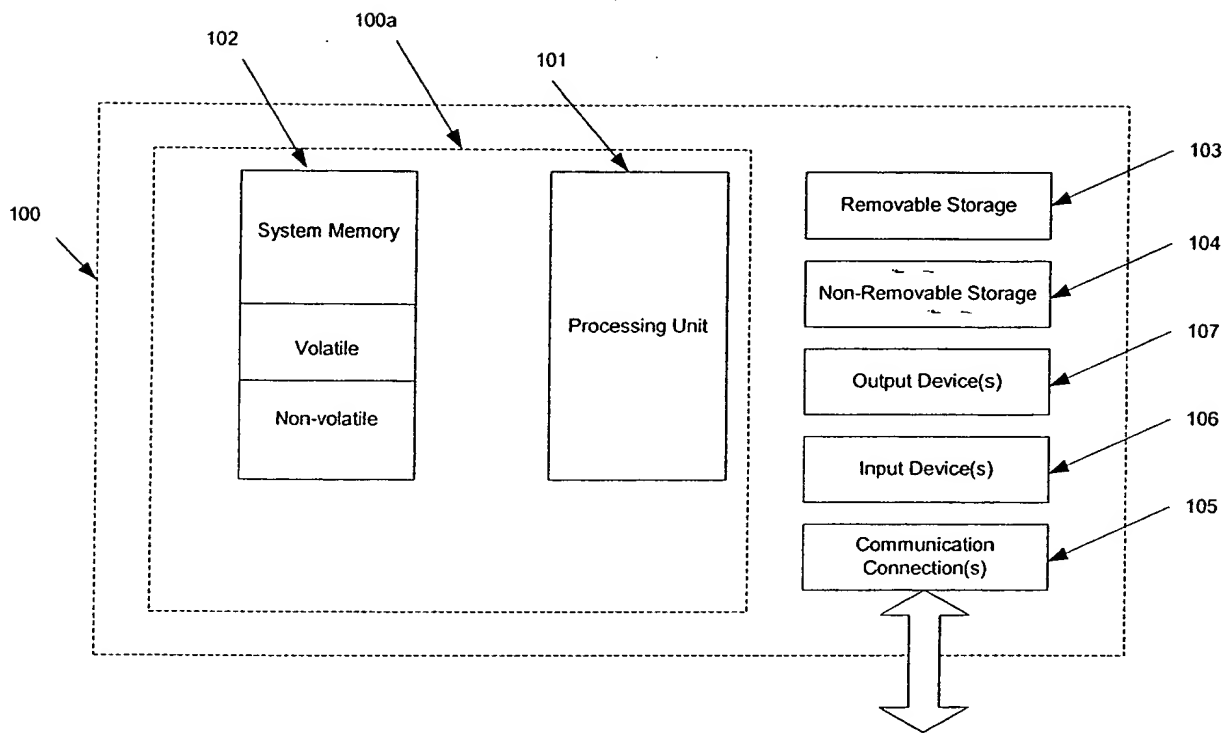 102
100a
101
103
100
System Memory
Volatile
Non-volatile
Processing Unit
Removable Storage
104
Non-Removable Storage
107
Output Device(s)
106
Input Device(s)
105
Communication
Connection(s)